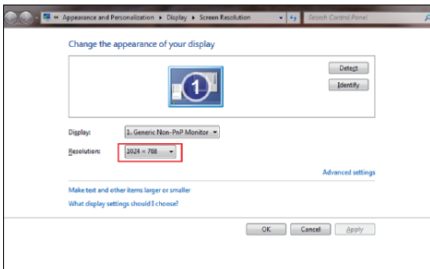 Appearance and Personalization ▸ Display ▸ Screen Resolution
Search Control Panel
Change the appearance of your display
1
Detect
Identify
Display: 1. Generic Non-PnP Monitor
Resolution: 1024 × 768
Advanced settings
Make text and other items larger or smaller
What display settings should I choose?
OK Cancel Apply